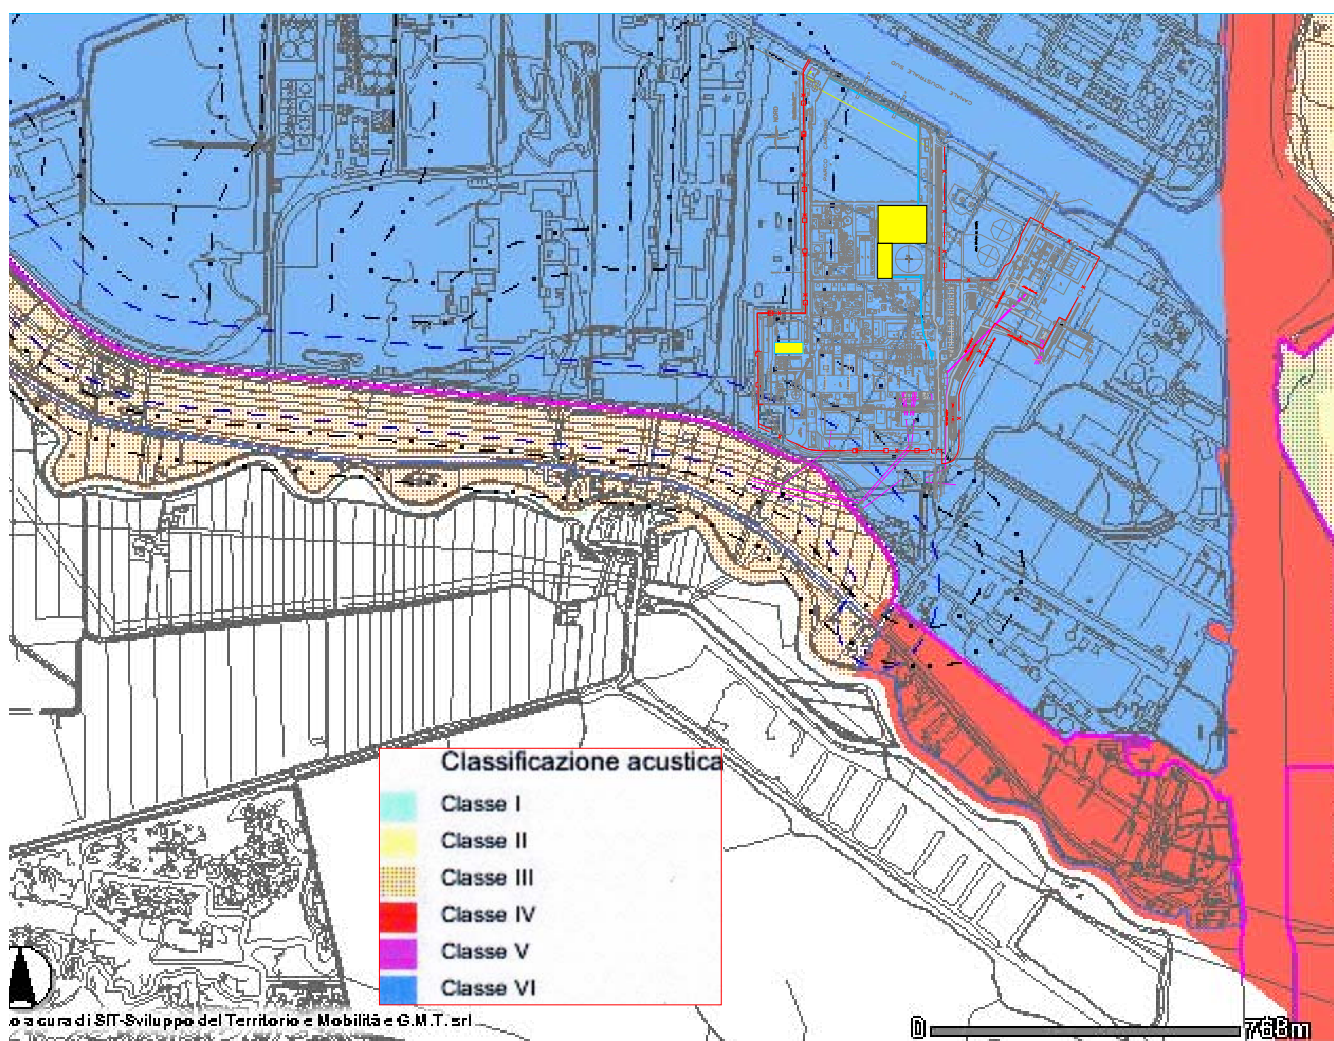 Classificazione acustica
Classe I
Classe II
Classe III
Classe IV
Classe V
Classe VI
o a cura di SIT-Sviluppo del Territorio e Mobilità e G.M.T. srl
0 768m